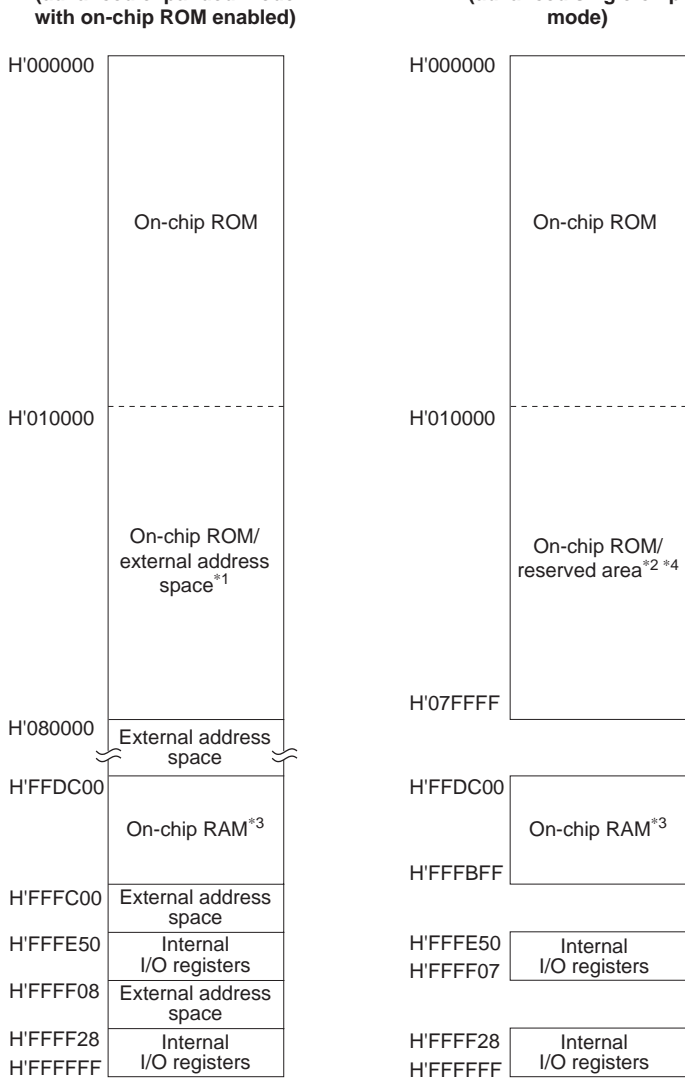 with on-chip ROM enabled)
H'000000
On-chip ROM
H'010000
On-chip ROM/
external address
space*1
H'080000
External address
space
H'FFDC00
On-chip RAM*3
H'FFFC00
External address
space
H'FFFE50
Internal
I/O registers
H'FFFF08
External address
space
H'FFFF28
Internal
I/O registers
H'FFFFFF
mode)
H'000000
On-chip ROM
H'010000
On-chip ROM/
reserved area*2 *4
H'07FFFF
H'FFDC00
On-chip RAM*3
H'FFFBFF
H'FFFE50
Internal
I/O registers
H'FFFF07
H'FFFF28
Internal
I/O registers
H'FFFFFF